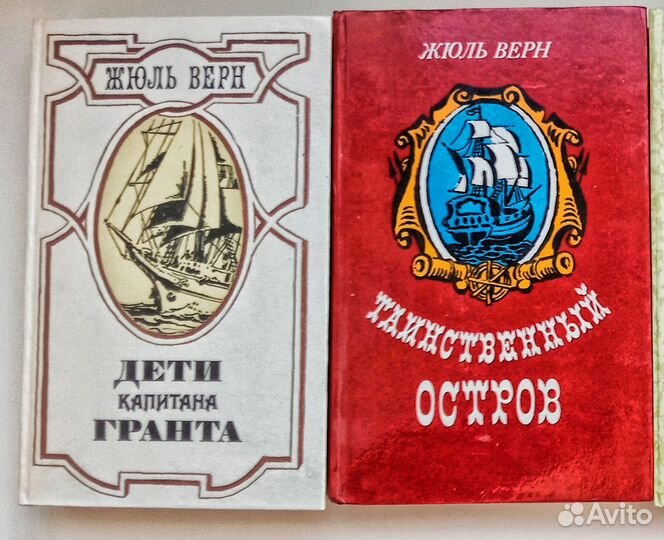 ЖЮЛЬ ВЕРН
ДЕТИ
КАПИТАНА
ГРАНТА
ЖЮЛЬ ВЕРН
ТАИНСТВЕННЫЙ
ОСТРОВ
Avito